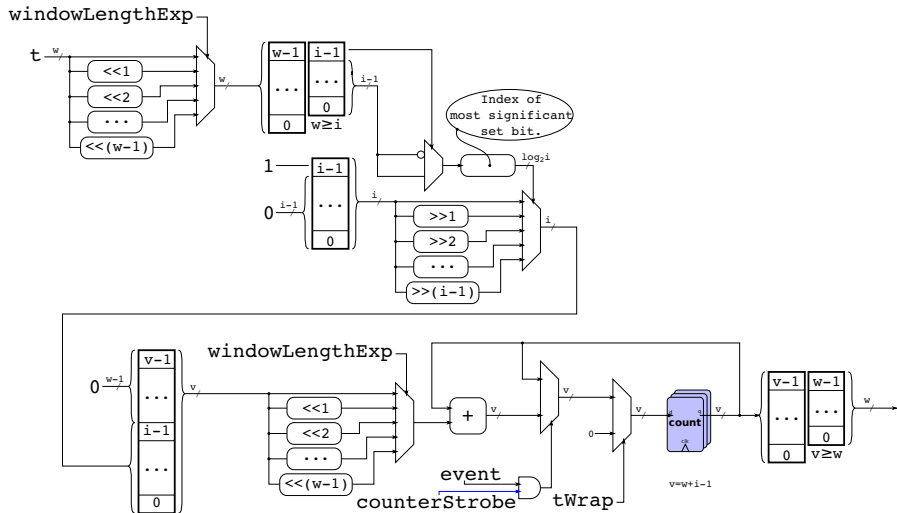 windowLengthExp
t
w
<<1
<<2
...
<<(w-1)
w
w-1
...
0
i-1
...
0
w≥i
i-1
Index of
most significant
set bit.
log₂i
1
0
i-1
i-1
...
0
i
>>1
>>2
...
>>(i-1)
i
0
w-1
v-1
...
i-1
...
0
v
windowLengthExp
<<1
<<2
...
<<(w-1)
+
v
v
0
v
event
counterStrobe
tWrap
d
q
count
clk
v
v=w+i-1
v-1
...
0
w-1
...
0
v≥w
w